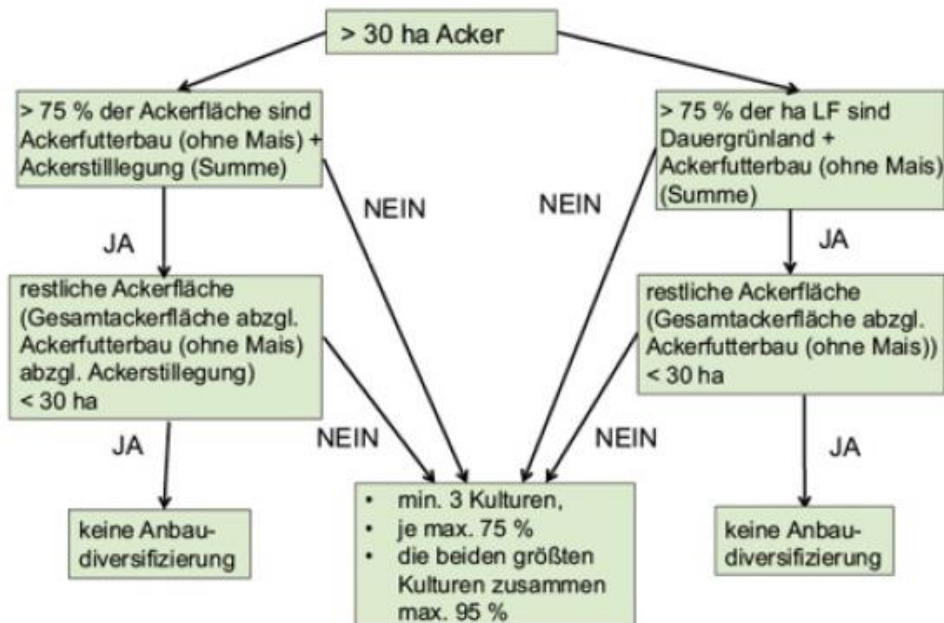 > 30 ha Acker
> 75 % der Ackerfläche sind
Ackerfutterbau (ohne Mais) +
Ackerstilllegung (Summe)
> 75 % der ha LF sind
Dauergrünland +
Ackerfutterbau (ohne Mais)
(Summe)
NEIN
NEIN
JA
JA
restliche Ackerfläche
(Gesamtackerfläche abzgl.
Ackerfutterbau (ohne Mais)
abzgl. Ackerstillegung)
< 30 ha
restliche Ackerfläche
(Gesamtackerfläche abzgl.
Ackerfutterbau (ohne Mais))
< 30 ha
JA
NEIN
NEIN
JA
keine Anbau-
diversifizierung
• min. 3 Kulturen,
• je max. 75 %
• die beiden größten
Kulturen zusammen
max. 95 %
keine Anbau-
diversifizierung